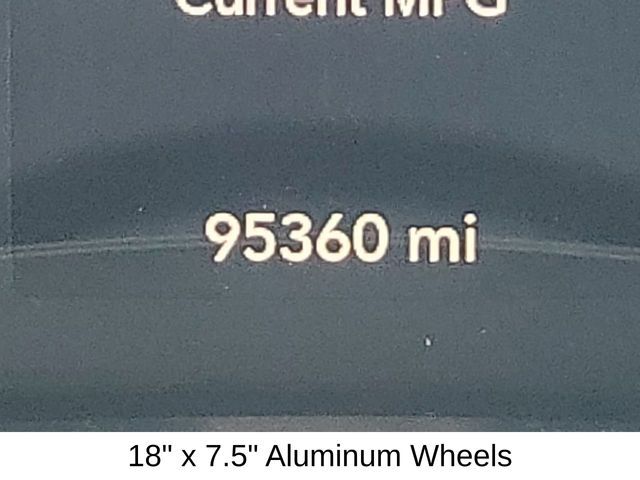 Current MPG
95360 mi
18" x 7.5" Aluminum Wheels